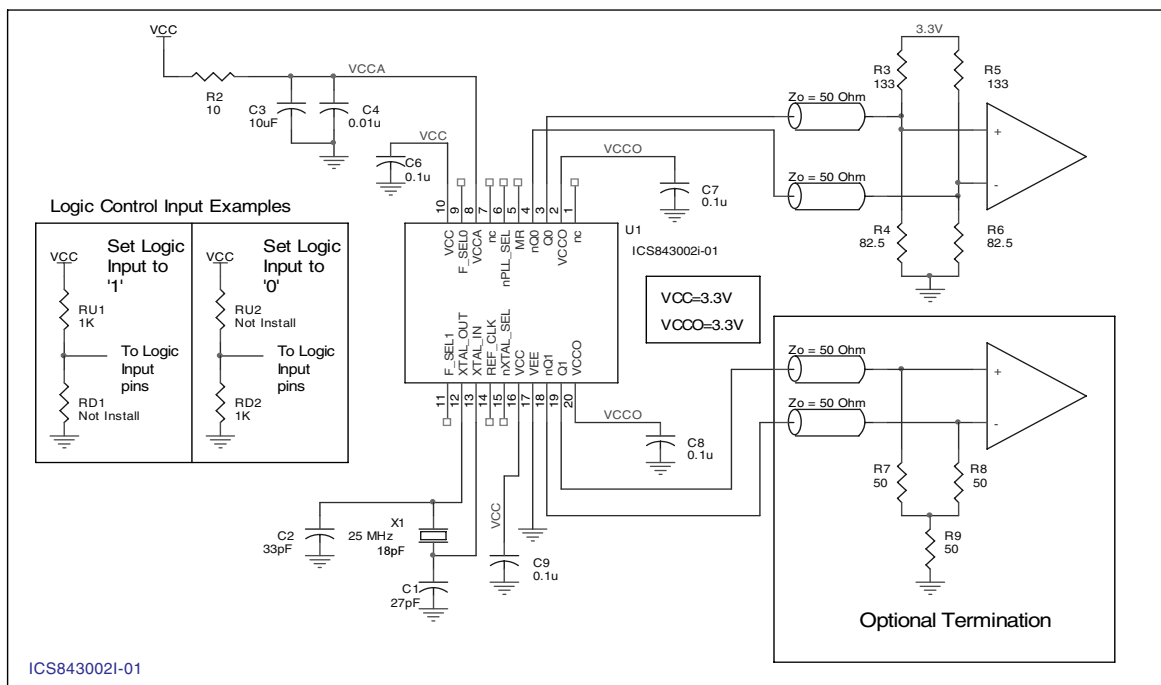 VCC
R2
10
VCCA
C3
10uF
C4
0.01u
VCC
C6
0.1u
3.3V
R3
133
R5
133
Zo = 50 Ohm
+
Zo = 50 Ohm
-
R4
82.5
R6
82.5
VCCO
C7
0.1u
10
9
8
7
6
5
4
3
2
1
VCC
F_SEL0
VCCA
nc
nPLL_SEL
MR
nQ0
Q0
VCCO
nc
U1
ICS843002i-01
F_SEL1
XTAL_OUT
XTAL_IN
REF_CLK
nXTAL_SEL
VCC
VEE
nQ1
Q1
VCCO
11
12
13
14
15
16
17
18
19
20
Logic Control Input Examples
VCC
Set Logic
Input to
'1'
RU1
1K
To Logic
Input
pins
RD1
Not Install
VCC
Set Logic
Input to
'0'
RU2
Not Install
To Logic
Input
pins
RD2
1K
VCC=3.3V
VCCO=3.3V
VCCO
C8
0.1u
C2
33pF
X1
25 MHz
18pF
C1
27pF
VCC
C9
0.1u
Zo = 50 Ohm
+
Zo = 50 Ohm
-
R7
50
R8
50
R9
50
Optional Termination
ICS843002I-01